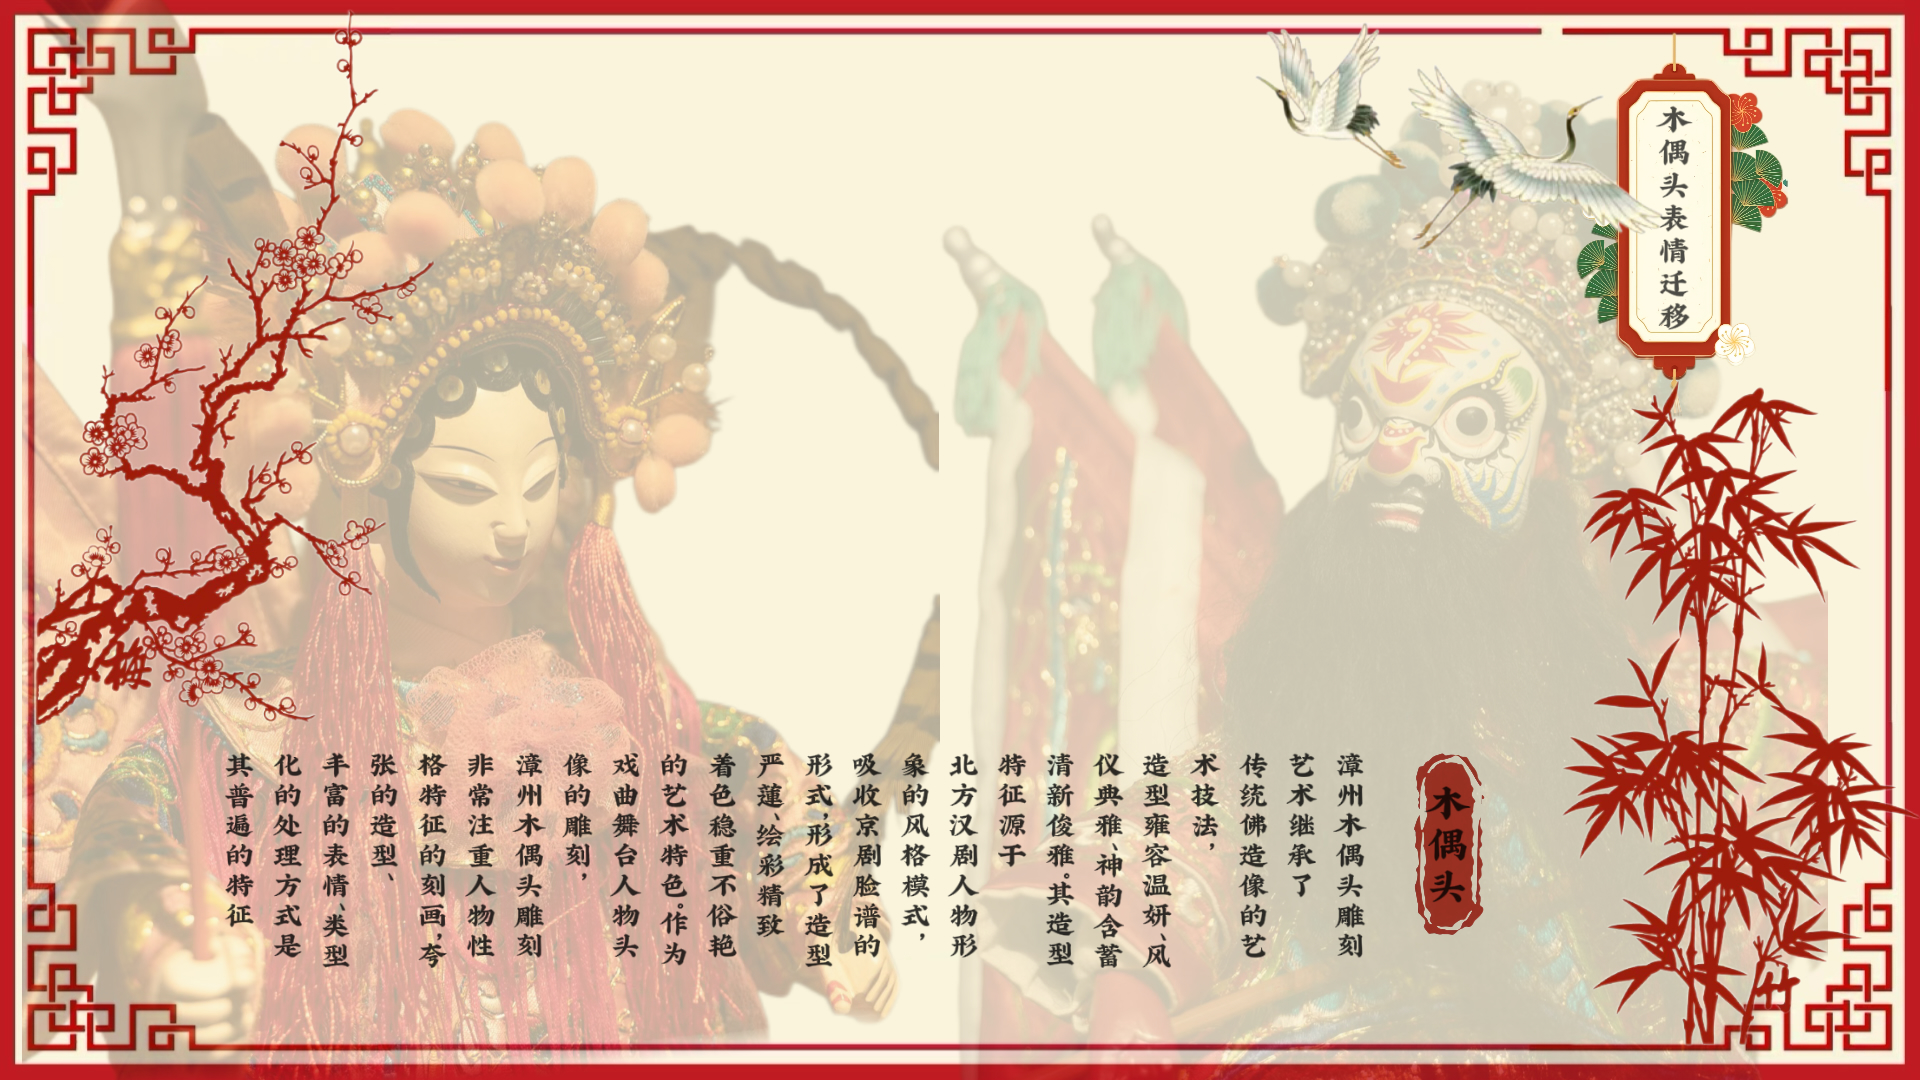 木偶头表情迁移
木偶头
漳州木偶头雕刻
艺术继承了
传统佛造像的艺
术技法，
造型雍容温妍、风
仪典雅、神韵含蓄
清新俊雅。其造型
特征源于
北方汉剧人物形
象的风格模式，
吸收京剧脸谱的
形式，形成了造型
严蓮、绘彩精致
着色稳重不俗艳
的艺术特色。作为
戏曲舞台人物头
像的雕刻，
漳州木偶头雕刻
非常注重人物性
格特征的刻画，夸
张的造型、
丰富的表情、类型
化的处理方式是
其普遍的特征
梅
竹